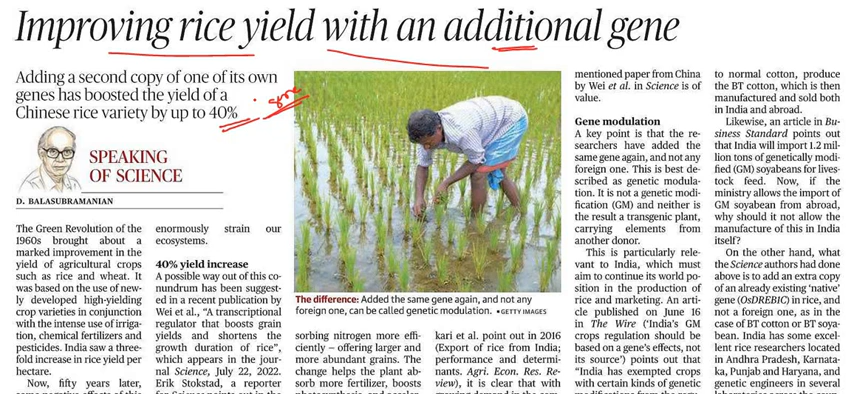 Improving rice yield with an additional gene
Adding a second copy of one of its own
genes has boosted the yield of a
Chinese rice variety by up to 40%
SPEAKING
OF SCIENCE
D. BALASUBRAMANIAN
The Green Revolution of the
1960s brought about a
marked improvement in the
yield of agricultural crops
such as rice and wheat. It
was based on the use of new-
ly developed high-yielding
crop varieties in conjunction
with the intense use of irriga-
tion, chemical fertilizers and
pesticides. India saw a three-
fold increase in rice yield per
hectare.
Now, fifty years later,
some negative effects of this
enormously strain our
ecosystems.
40% yield increase
A possible way out of this co-
nundrum has been suggest-
ed in a recent publication by
Wei et al., “A transcriptional
regulator that boosts grain
yields and shortens the
growth duration of rice”,
which appears in the jour-
nal Science, July 22, 2022.
Erik Stokstad, a reporter
for Science points out in the
The difference: Added the same gene again, and not any
foreign one, can be called genetic modulation. •GETTY IMAGES
sorbing nitrogen more effi-
ciently – offering larger and
more abundant grains. The
change helps the plant ab-
sorb more fertilizer, boosts
kari et al. point out in 2016
(Export of rice from India;
performance and determi-
nants. Agri. Econ. Res. Re-
view), it is clear that with
mentioned paper from China
by Wei et al. in Science is of
value.
Gene modulation
A key point is that the re-
searchers have added the
same gene again, and not any
foreign one. This is best de-
scribed as genetic modula-
tion. It is not a genetic modi-
fication (GM) and neither is
the result a transgenic plant,
carrying elements from
another donor.
This is particularly rele-
vant to India, which must
aim to continue its world po-
sition in the production of
rice and marketing. An arti-
cle published on June 16
in The Wire (‘India’s GM
crops regulation should be
based on a gene’s effects, not
its source’) points out that
“India has exempted crops
with certain kinds of genetic
to normal cotton, produce
the BT cotton, which is then
manufactured and sold both
in India and abroad.
Likewise, an article in Bu-
siness Standard points out
that India will import 1.2 mil-
lion tons of genetically modi-
fied (GM) soyabeans for lives-
tock feed. Now, if the
ministry allows the import of
GM soyabean from abroad,
why should it not allow the
manufacture of this in India
itself?
On the other hand, what
the Science authors had done
above is to add an extra copy
of an already existing ‘native’
gene (OsDREBIC) in rice, and
not a foreign one, as in the
case of BT cotton or BT soya-
bean. India has some excel-
lent rice researchers located
in Andhra Pradesh, Karnata-
ka, Punjab and Haryana, and
genetic engineers in several